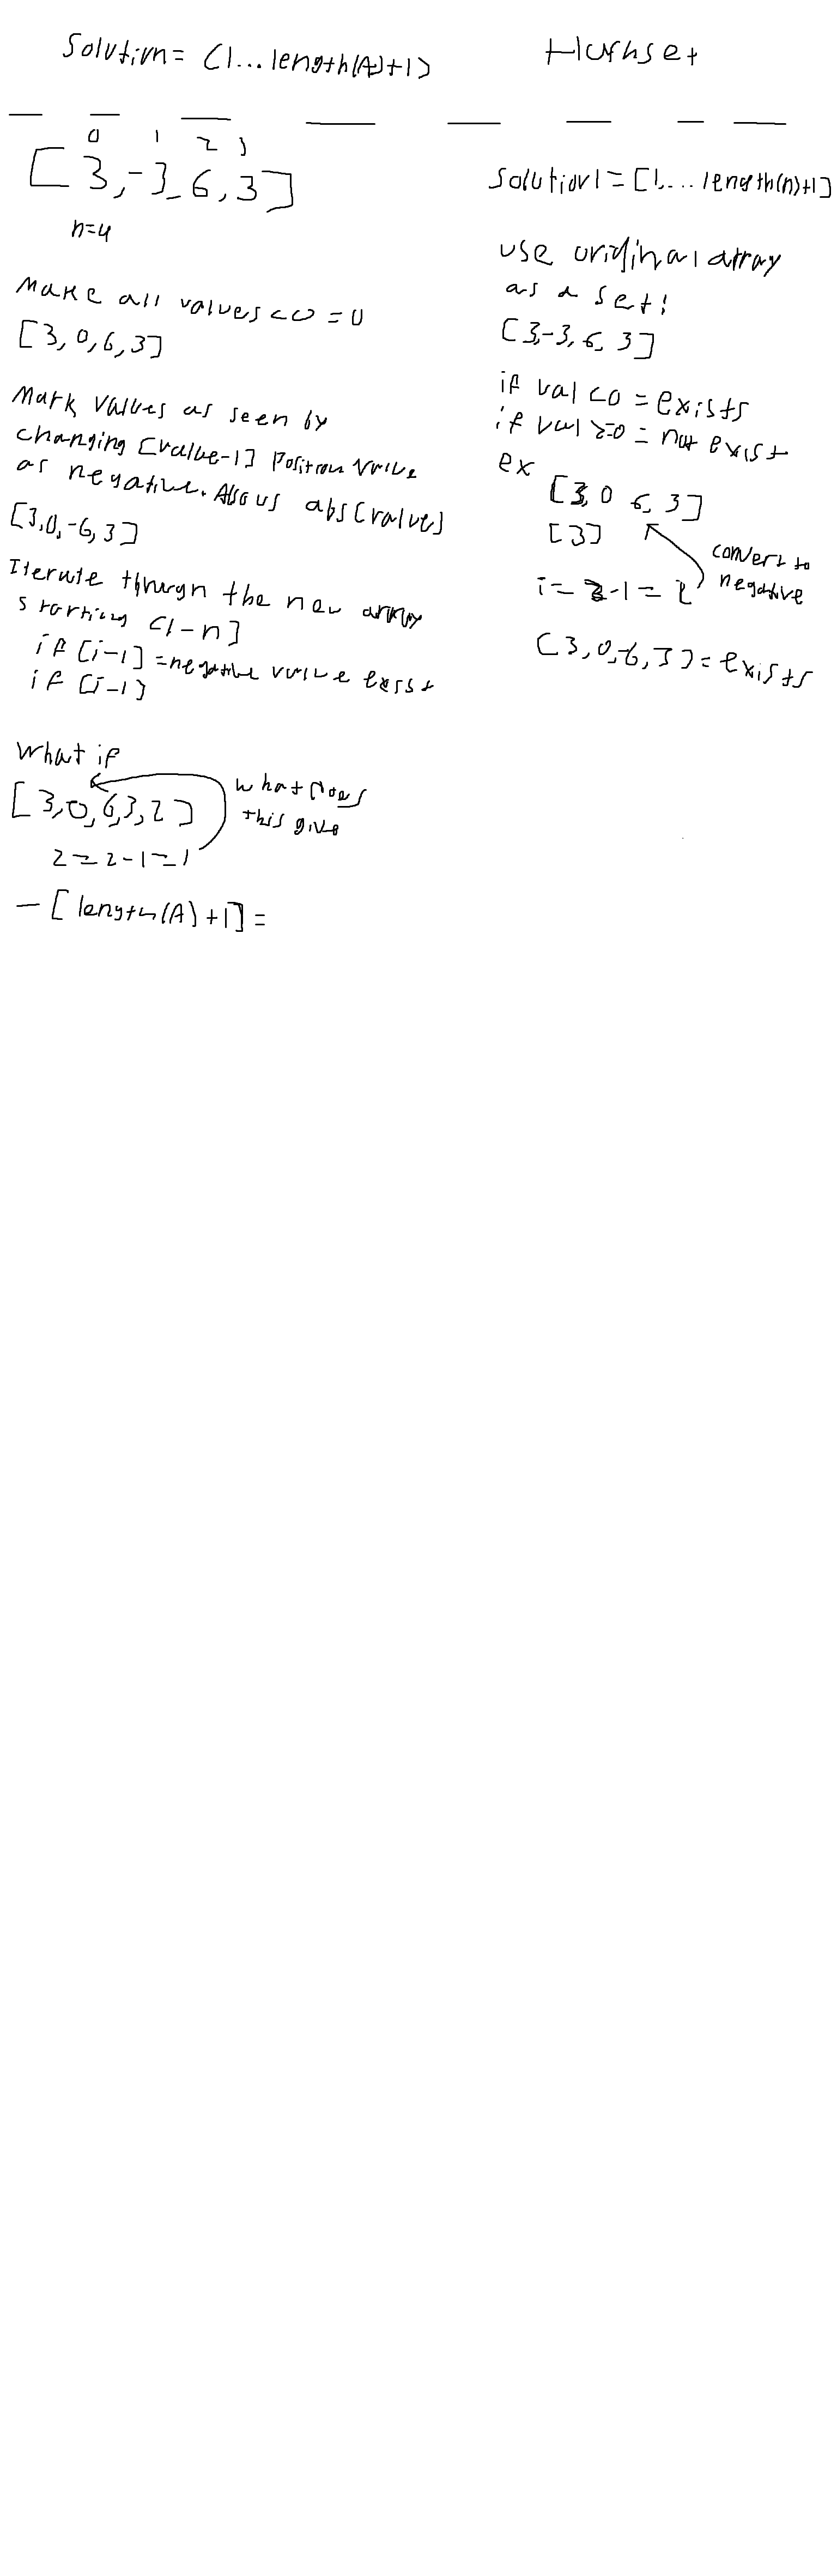 Solution = (1... length(A)+1)
Hashset
0 1 2 3
[3,-3,6,3]
n=4
Make all values <0 = 0
[3,0,6,3]
Mark values as seen by
changing [value-1] position value
as negative. Also us abs[value]
[3,0,-6,3]
Iterate through the new array
starting [1-n]
if [i-1] = negative value exist
if [i-1]
What if
[3,0,6,3,2]
what does
this give
2 = 2-1=1
- [length(A)+1] =
Solution = [1,... length(n)+1]
use original array
as a set!
[3,-3,6,3]
if val <0 = exists
if val >=0 = not exist
ex
[3,0 6,3]
[3]
convert to
negative
i= 3-1 = 2
[3,0,-6,3] = exists